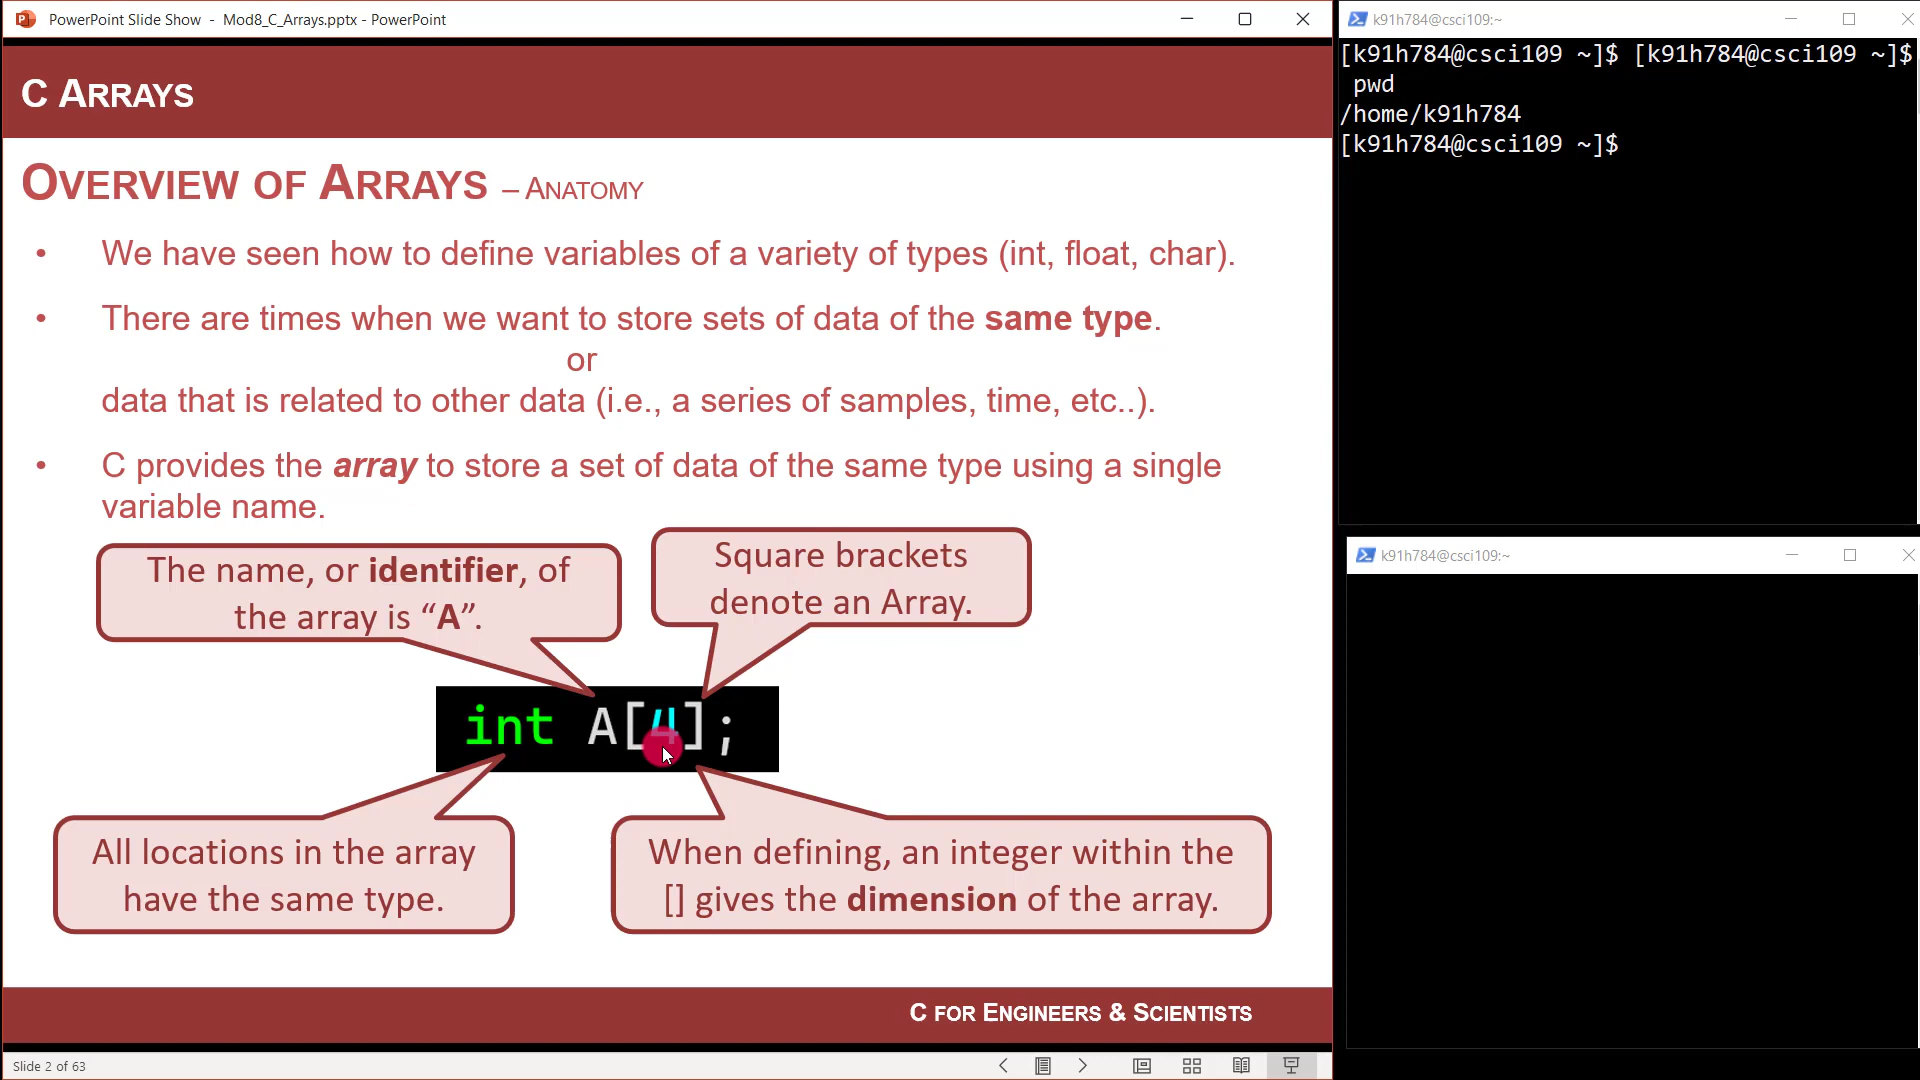 PowerPoint Slide Show - Mod8_C_Arrays.pptx - PowerPoint
C ARRAYS
OVERVIEW OF ARRAYS – ANATOMY
• We have seen how to define variables of a variety of types (int, float, char).
• There are times when we want to store sets of data of the same type.
or
data that is related to other data (i.e., a series of samples, time, etc..).
• C provides the array to store a set of data of the same type using a single
variable name.
The name, or identifier, of
the array is “A”.
Square brackets
denote an Array.
int A[4];
All locations in the array
have the same type.
When defining, an integer within the
[] gives the dimension of the array.
C FOR ENGINEERS & SCIENTISTS
Slide 2 of 63
k91h784@csci109:~
[k91h784@csci109 ~]$ [k91h784@csci109 ~]$
pwd
/home/k91h784
[k91h784@csci109 ~]$
k91h784@csci109:~